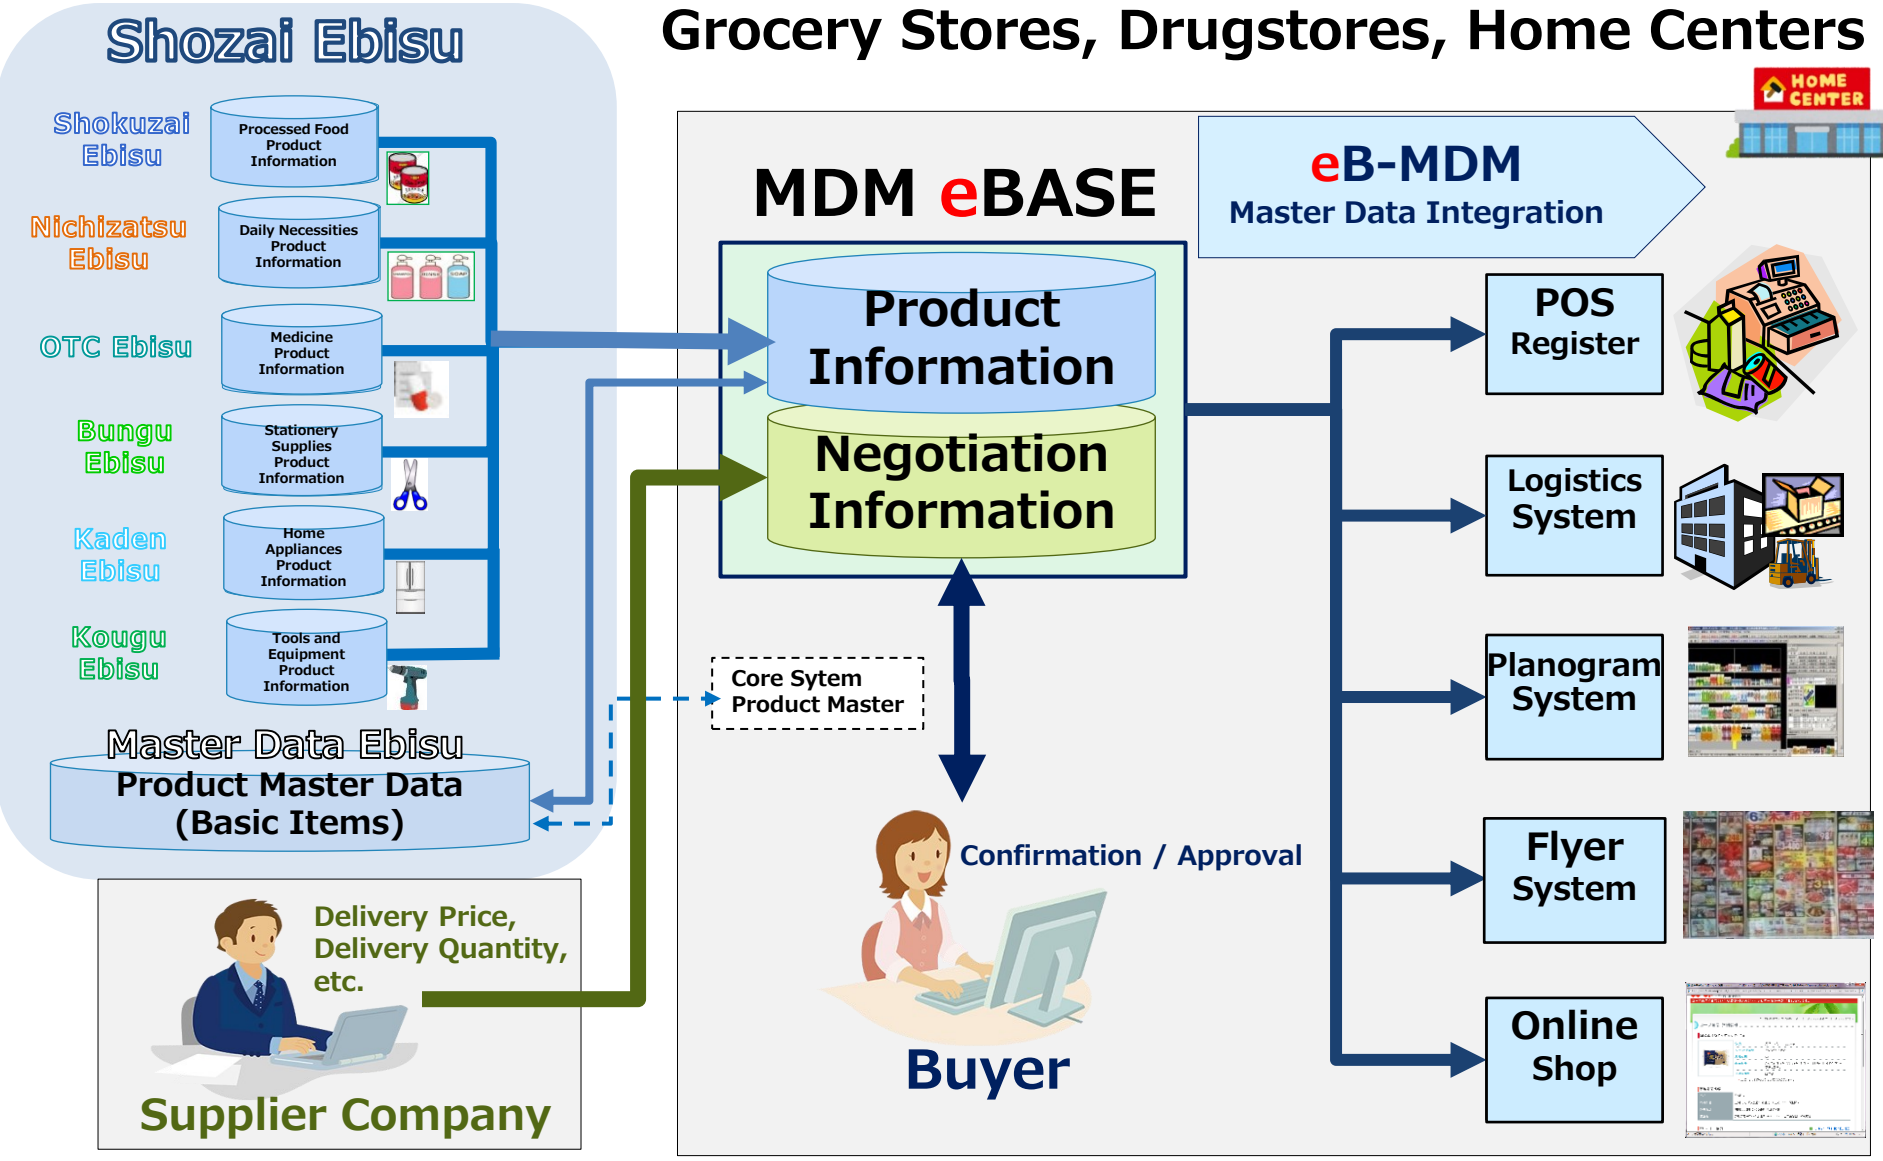 Shozai Ebisu
Grocery Stores, Drugstores, Home Centers
HOME
CENTER
Shokuzai
Ebisu
Processed Food
Product
Information
Nichizatsu
Ebisu
Daily Necessities
Product
Information
SOAP
OTC Ebisu
Medicine
Product
Information
Bungu
Ebisu
Stationery
Supplies
Product
Information
Kaden
Ebisu
Home
Appliances
Product
Information
Kougu
Ebisu
Tools and
Equipment
Product
Information
Master Data Ebisu
Product Master Data
(Basic Items)
Delivery Price,
Delivery Quantity,
etc.
Supplier Company
MDM eBASE
Product
Information
Negotiation
Information
Core Sytem
Product Master
Confirmation / Approval
Buyer
eB-MDM
Master Data Integration
POS
Register
Logistics
System
Planogram
System
Flyer
System
Online
Shop